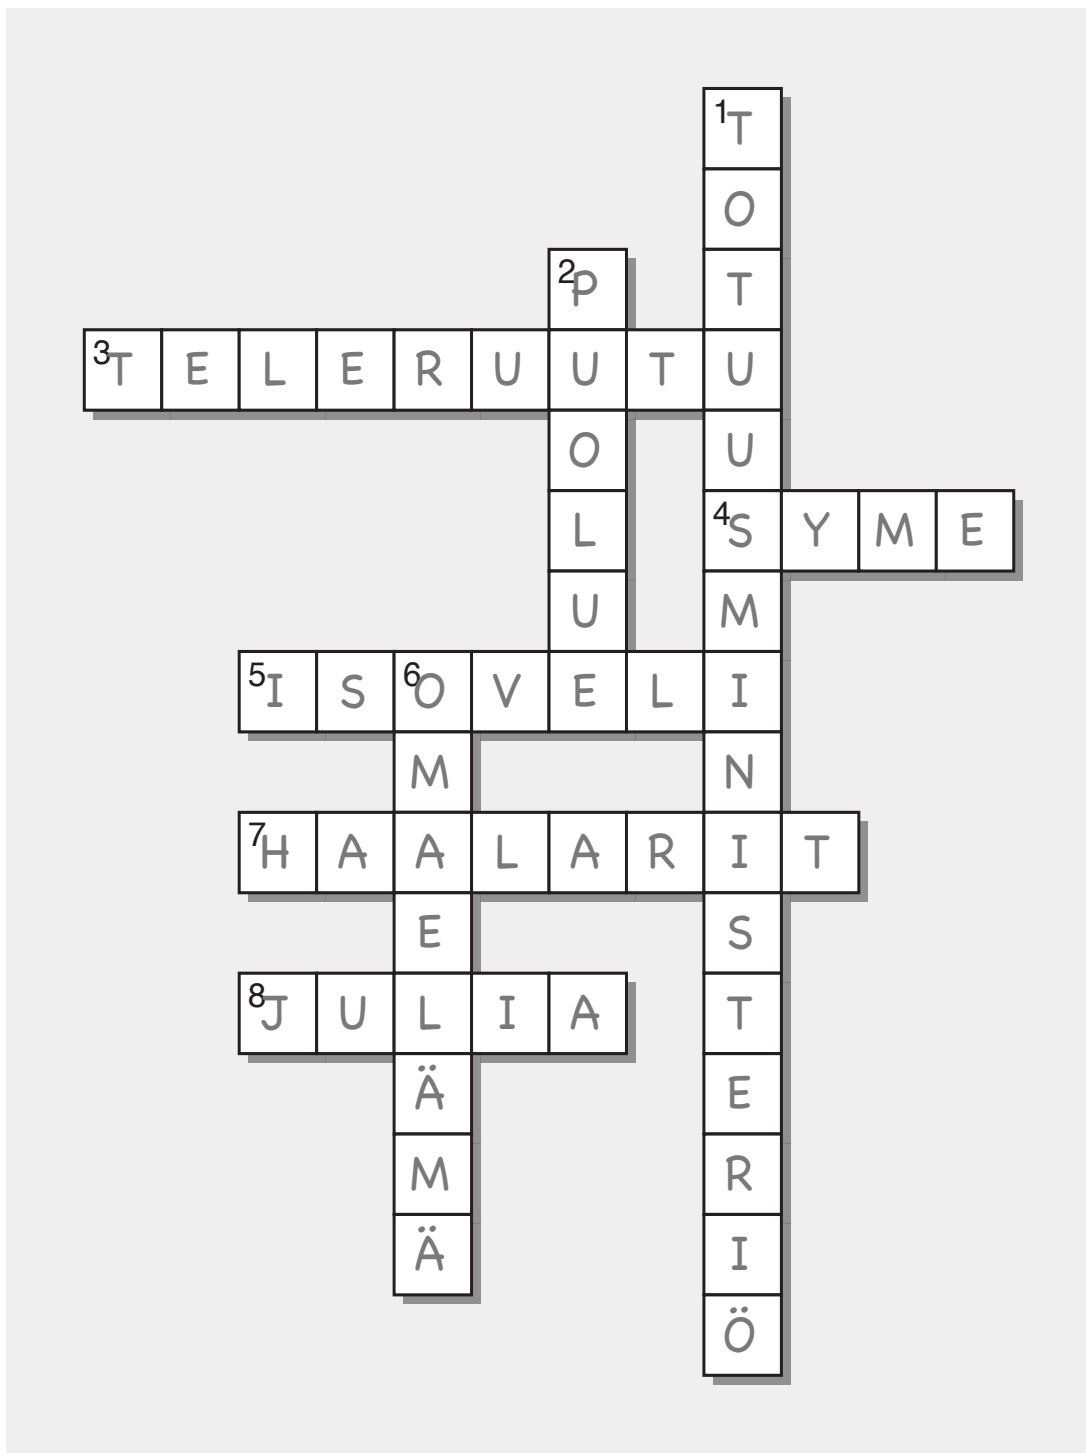 1T
O
2P T
3T E L E R U U T U
O U
L 4S Y M E
U M
5I S 6O V E L I
M N
7H A A L A R I T
E S
8J U L I A T
Ä E
M R
Ä I
Ö